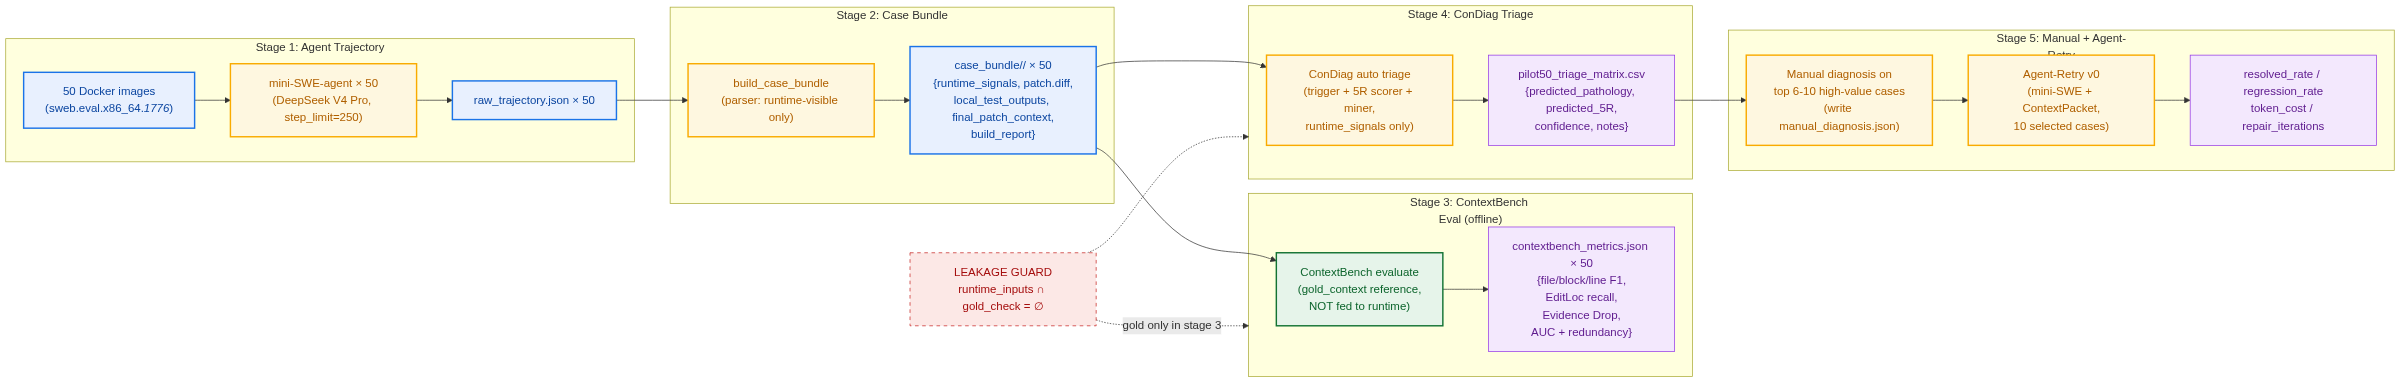 Stage 1: Agent Trajectory
50 Docker images
(sweb.eval.x86_64.1776)
mini-SWE-agent × 50
(DeepSeek V4 Pro,
step_limit=250)
raw_trajectory.json × 50
Stage 2: Case Bundle
build_case_bundle
(parser: runtime-visible
only)
case_bundle// × 50
{runtime_signals, patch.diff,
local_test_outputs,
final_patch_context,
build_report}
LEAKAGE GUARD
runtime_inputs ∩
gold_check = ∅
gold only in stage 3
Stage 4: ConDiag Triage
ConDiag auto triage
(trigger + 5R scorer +
miner,
runtime_signals only)
pilot50_triage_matrix.csv
{predicted_pathology,
predicted_5R,
confidence, notes}
Stage 3: ContextBench
Eval (offline)
ContextBench evaluate
(gold_context reference,
NOT fed to runtime)
contextbench_metrics.json
× 50
{file/block/line F1,
EditLoc recall,
Evidence Drop,
AUC + redundancy}
Stage 5: Manual + Agent-
Retry
Manual diagnosis on
top 6-10 high-value cases
(write
manual_diagnosis.json)
Agent-Retry v0
(mini-SWE +
ContextPacket,
10 selected cases)
resolved_rate /
regression_rate
token_cost /
repair_iterations